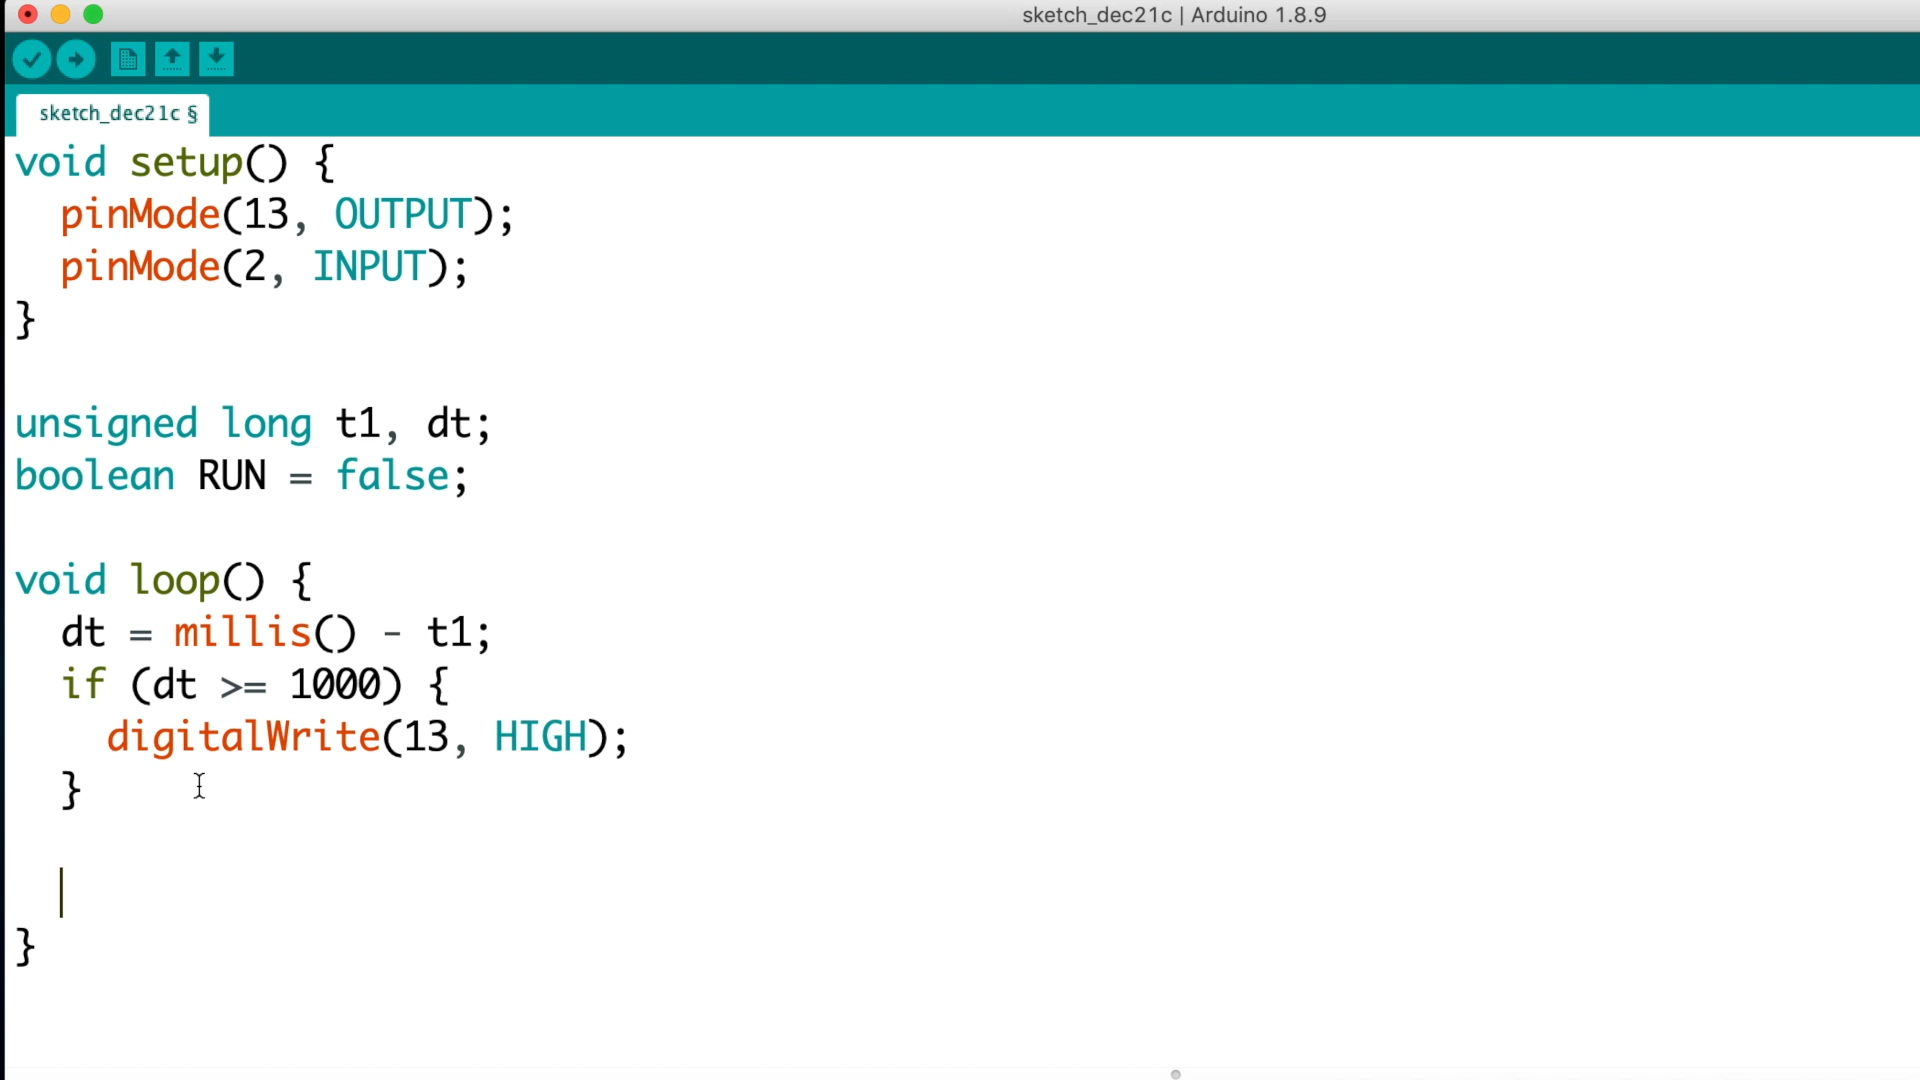 sketch_dec21c | Arduino 1.8.9
sketch_dec21c §
void setup() {
  pinMode(13, OUTPUT);
  pinMode(2, INPUT);
}
unsigned long t1, dt;
boolean RUN = false;
void loop() {
  dt = millis() - t1;
  if (dt >= 1000) {
    digitalWrite(13, HIGH);
  }
}